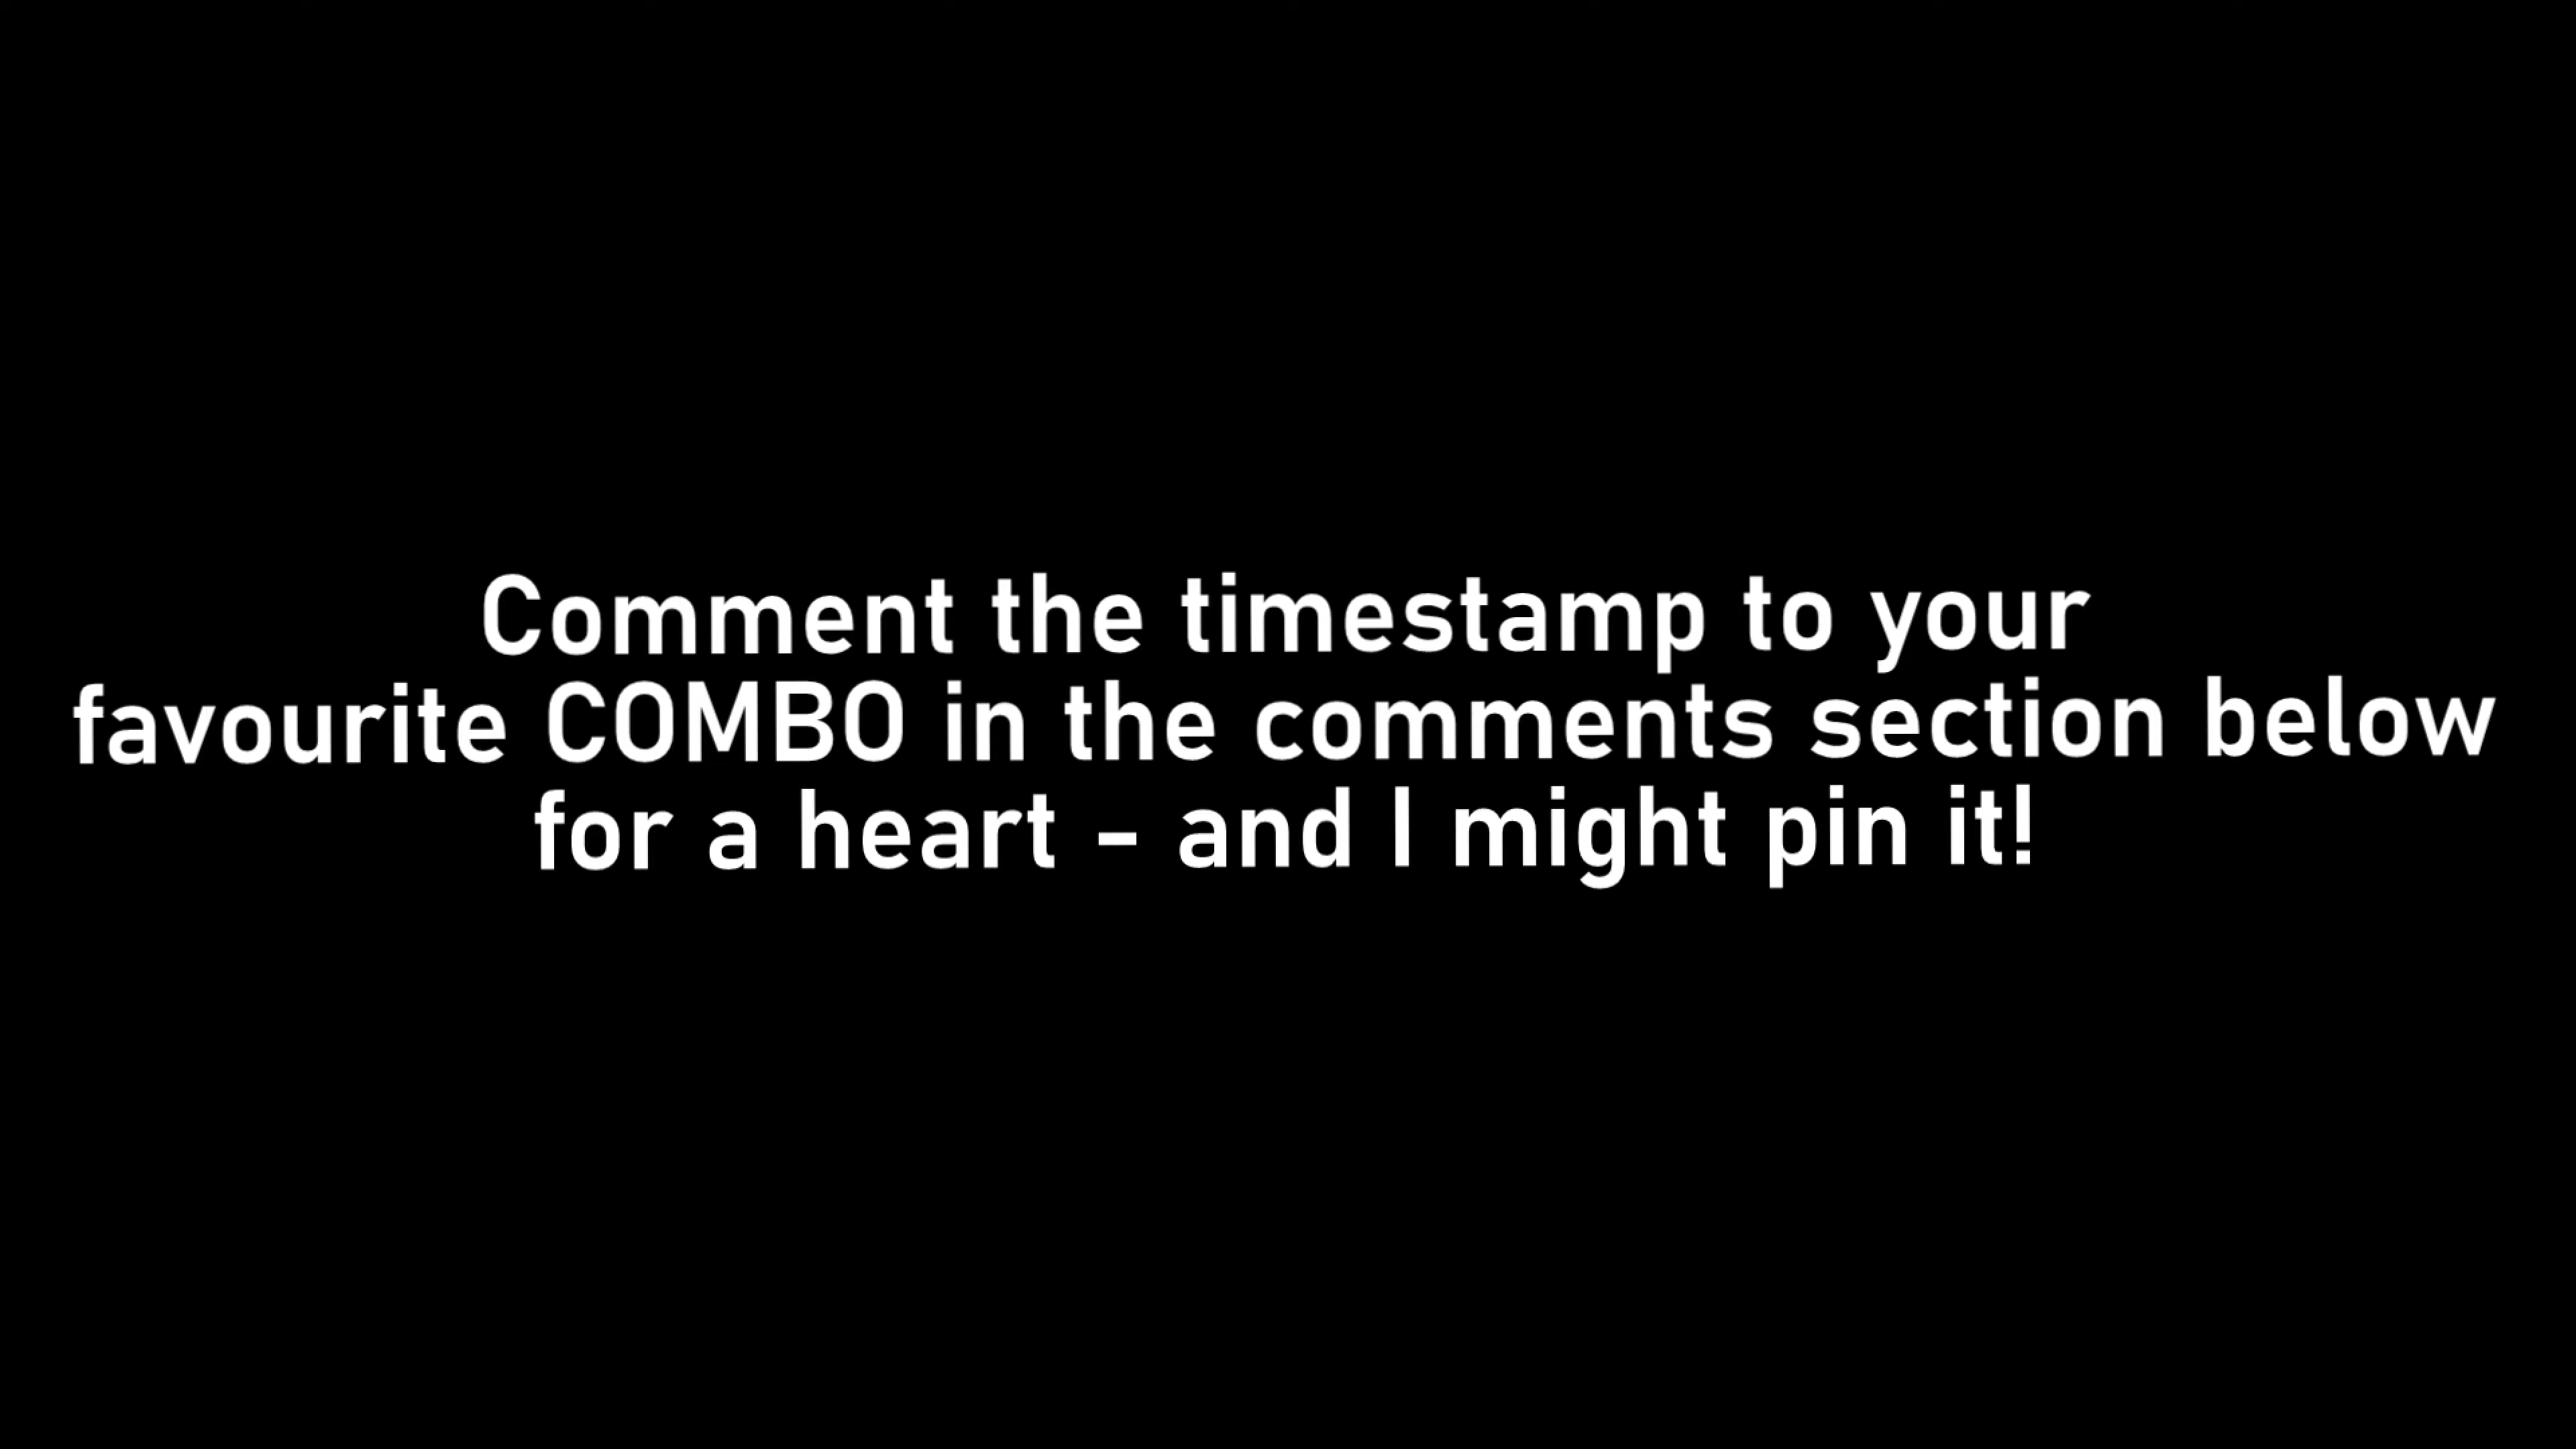 Comment the timestamp to your
favourite COMBO in the comments section below
for a heart - and I might pin it!